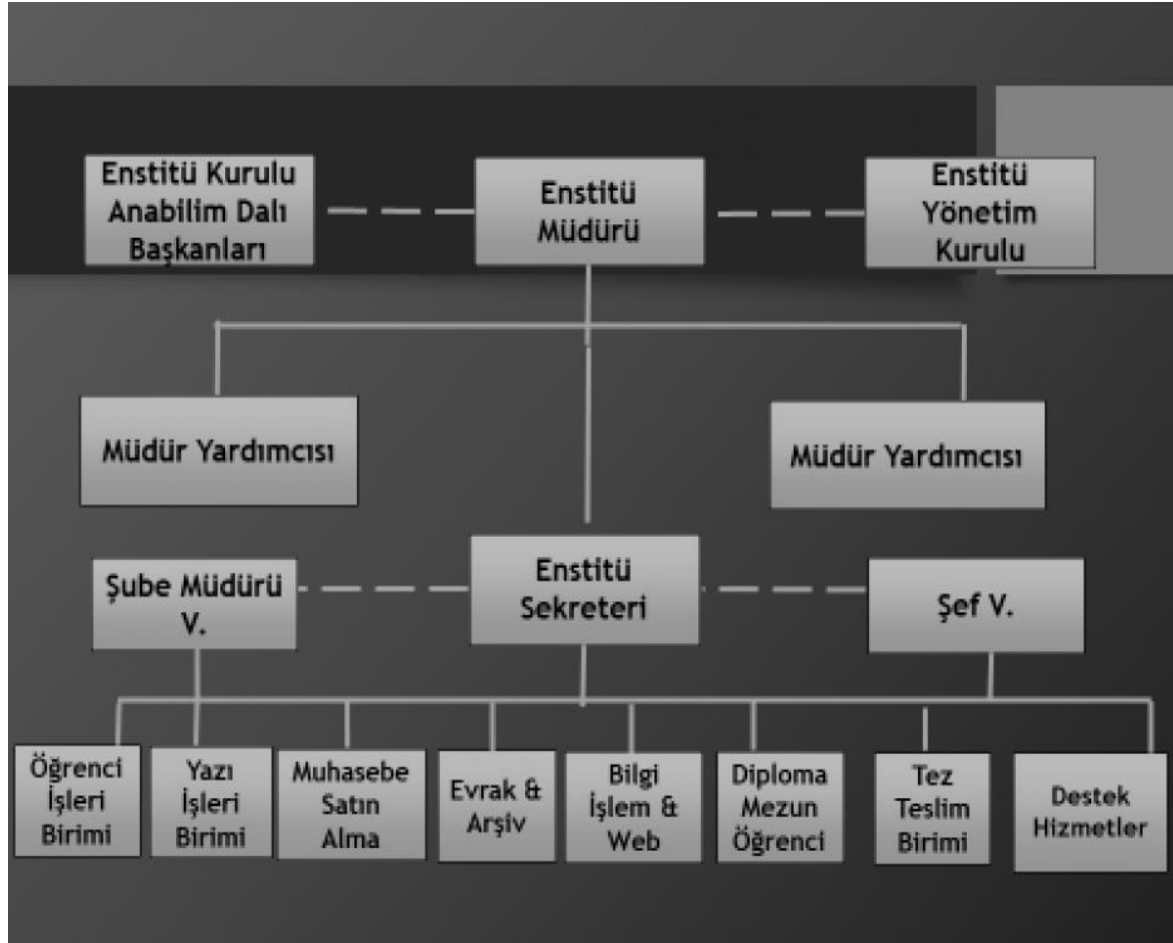 Enstitü Kurulu
Anabilim Dalı
Başkanları
Enstitü
Müdürü
Enstitü
Yönetim
Kurulu
Müdür Yardımcısı
Müdür Yardımcısı
Şube Müdürü
V.
Enstitü
Sekreteri
Şef V.
Öğrenci
İşleri
Birimi
Yazı
İşleri
Birimi
Muhasebe
Satın
Alma
Evrak &
Arşiv
Bilgi
İşlem &
Web
Diploma
Mezun
Öğrenci
Tez
Teslim
Birimi
Destek
Hizmetler